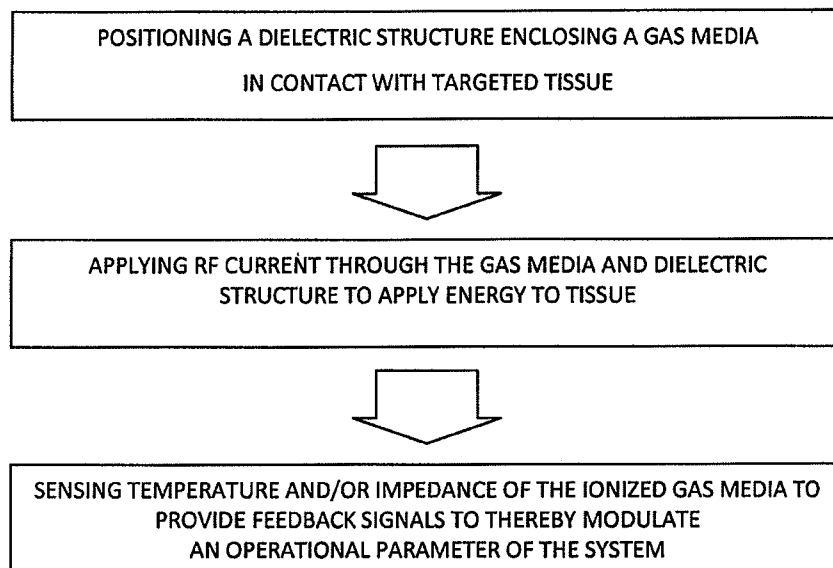 POSITIONING A DIELECTRIC STRUCTURE ENCLOSING A GAS MEDIA
IN CONTACT WITH TARGETED TISSUE
APPLYING RF CURRENT THROUGH THE GAS MEDIA AND DIELECTRIC
STRUCTURE TO APPLY ENERGY TO TISSUE
SENSING TEMPERATURE AND/OR IMPEDANCE OF THE IONIZED GAS MEDIA TO
PROVIDE FEEDBACK SIGNALS TO THEREBY MODULATE
AN OPERATIONAL PARAMETER OF THE SYSTEM